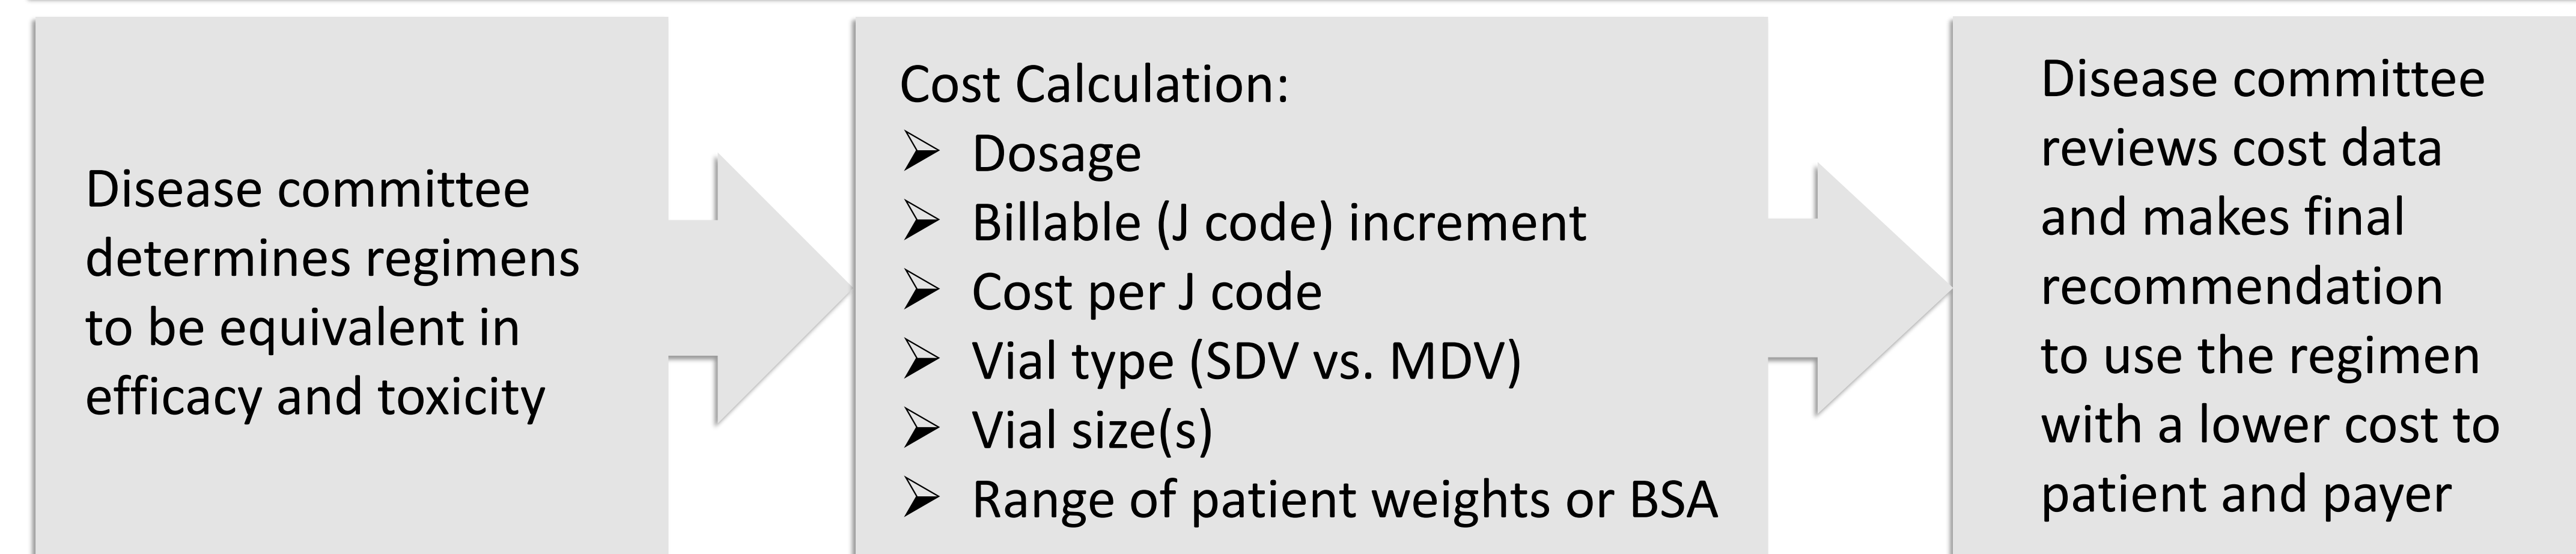 Disease committee
determines regimens
to be equivalent in
efficacy and toxicity
Cost Calculation:
➢ Dosage
➢ Billable (J code) increment
➢ Cost per J code
➢ Vial type (SDV vs. MDV)
➢ Vial size(s)
➢ Range of patient weights or BSA
Disease committee
reviews cost data
and makes final
recommendation
to use the regimen
with a lower cost to
patient and payer